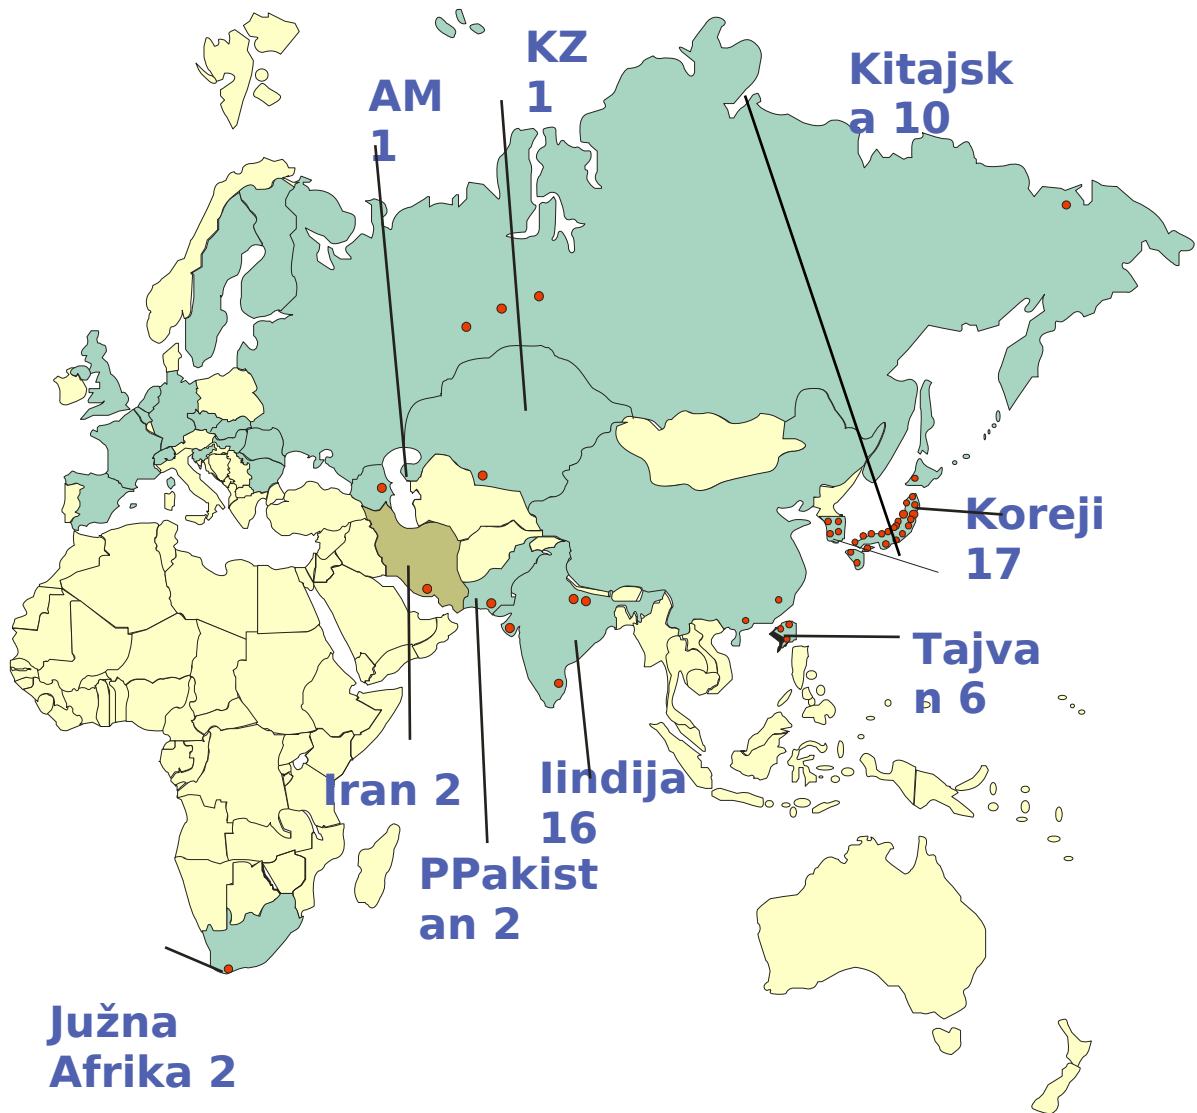 KZ
1
Kitajsk
a 10
AM
1
Koreji
17
Tajva
n 6
Iindija
16
Iran 2
PPakist
an 2
Južna
Afrika 2